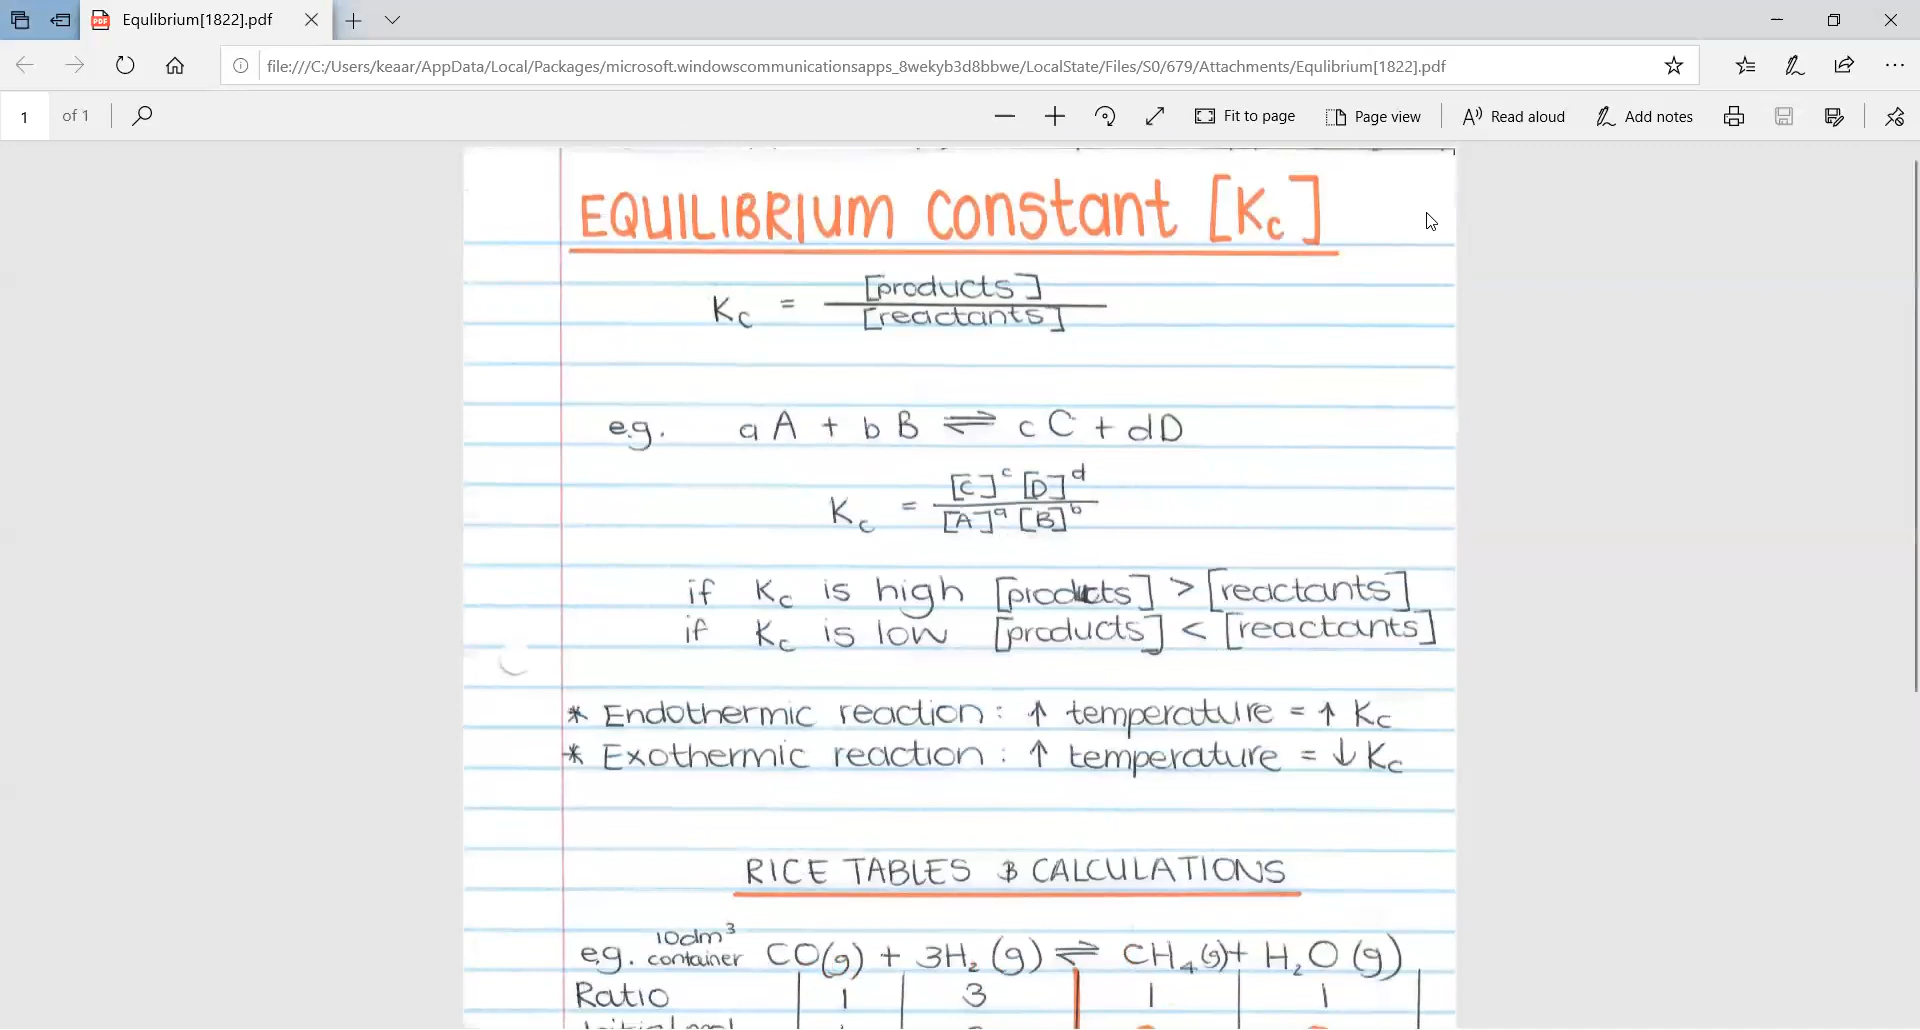 Equlibrium[1822].pdf
file:///C:/Users/keaar/AppData/Local/Packages/microsoft.windowscommunicationsapps_8wekyb3d8bbwe/LocalState/Files/S0/679/Attachments/Equlibrium[1822].pdf
1 of 1 Fit to page Page view Read aloud Add notes
EQUILIBRIUM Constant [Kc]
Kc = [products]
[reactants]
e.g. aA + bB ⇌ cC + dD
Kc = [C]^c [D]^d
[A]^a [B]^b
if Kc is high [products] > [reactants]
if Kc is low [products] < [reactants]
* Endothermic reaction: ↑ temperature = ↑ Kc
* Exothermic reaction: ↑ temperature = ↓ Kc
RICE TABLES & CALCULATIONS
e.g. 10dm³ container CO(g) + 3H₂(g) ⇌ CH₄(g) + H₂O(g)
Ratio 1 3 1 1